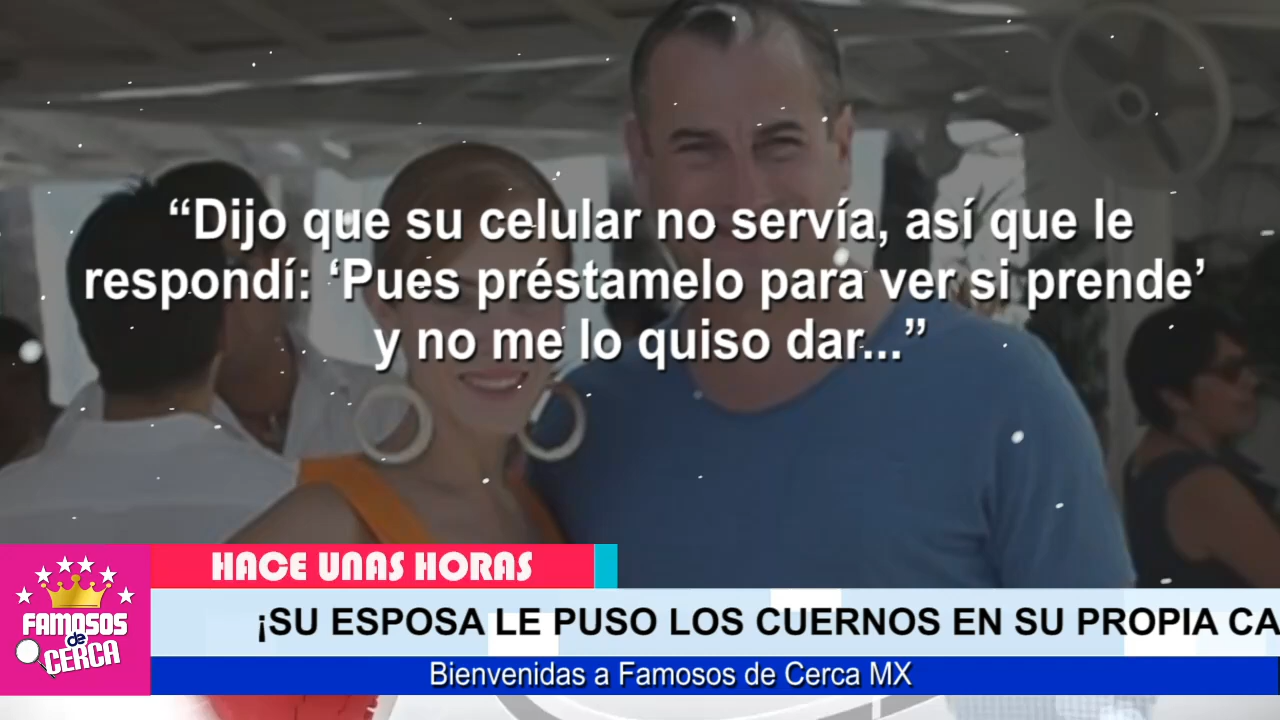 “Dijo que su celular no servía, así que le
respondí: ‘Pues préstamelo para ver si prende’
y no me lo quiso dar...”
HACE UNAS HORAS
FAMOSOS
de
CERCA
¡SU ESPOSA LE PUSO LOS CUERNOS EN SU PROPIA CA
Bienvenidas a Famosos de Cerca MX